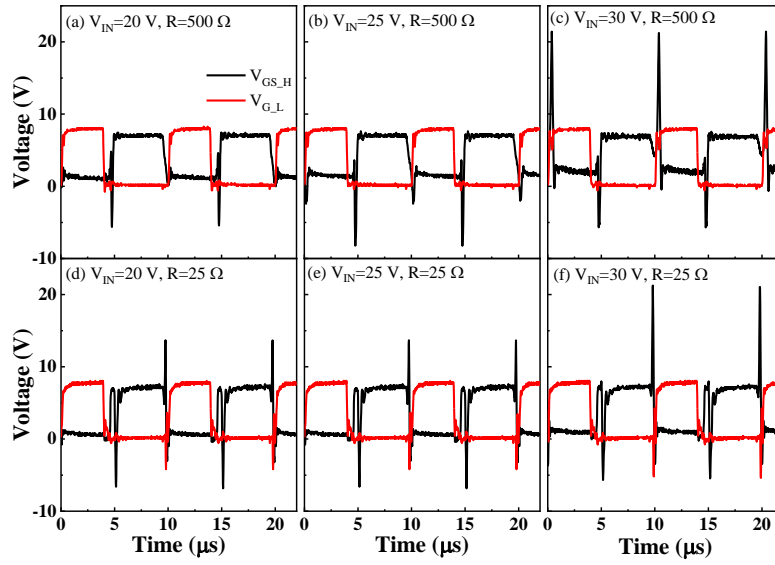 (a) V_IN=20 V, R=500 Ω
(b) V_IN=25 V, R=500 Ω
(c) V_IN=30 V, R=500 Ω
V_GS_H
V_G_L
Voltage (V)
20
10
0
-10
(d) V_IN=20 V, R=25 Ω
(e) V_IN=25 V, R=25 Ω
(f) V_IN=30 V, R=25 Ω
Voltage (V)
20
10
0
-10
0 5 10 15 20
0 5 10 15 20
0 5 10 15 20
Time (μs)
Time (μs)
Time (μs)